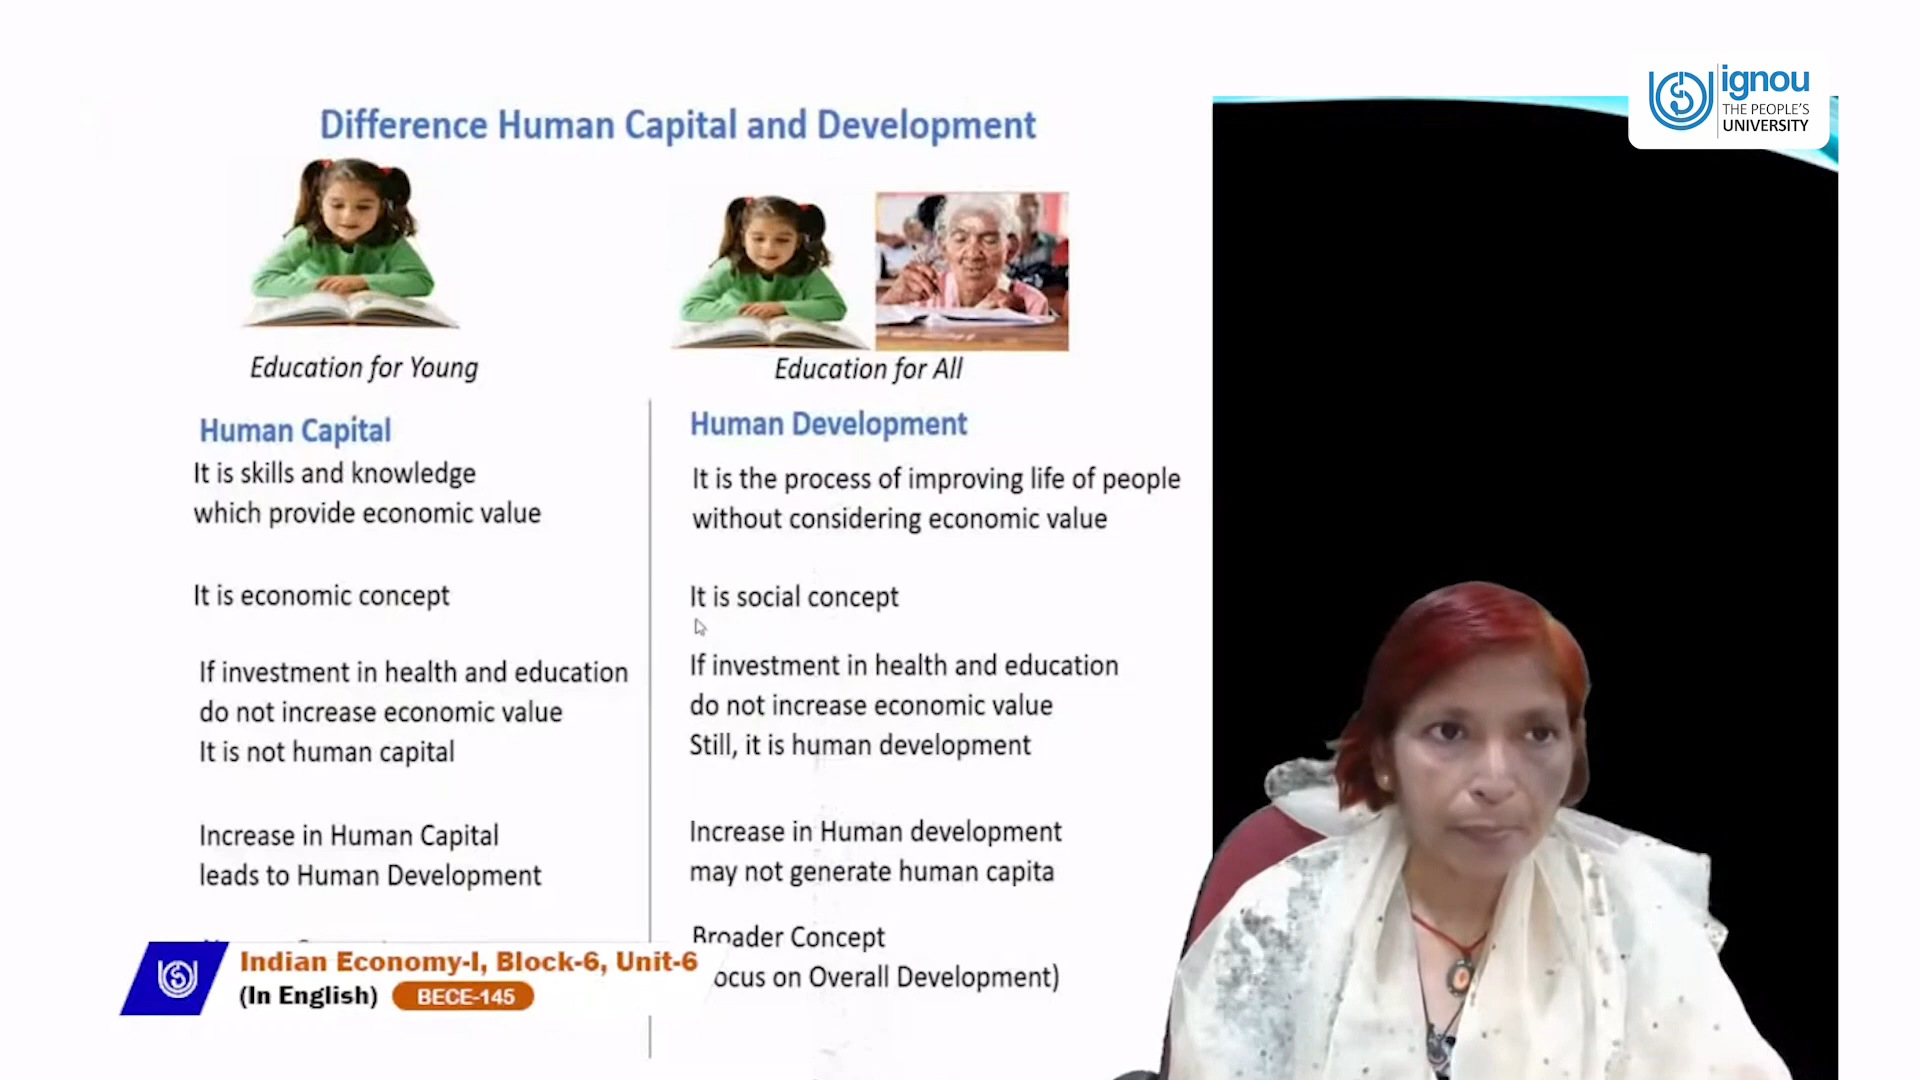 ignou
THE PEOPLE'S
UNIVERSITY
Difference Human Capital and Development
Education for Young
Education for All
Human Capital
It is skills and knowledge
which provide economic value
It is economic concept
If investment in health and education
do not increase economic value
It is not human capital
Increase in Human Capital
leads to Human Development
Human Development
It is the process of improving life of people
without considering economic value
It is social concept
If investment in health and education
do not increase economic value
Still, it is human development
Increase in Human development
may not generate human capita
Broader Concept
ocus on Overall Development)
Indian Economy-I, Block-6, Unit-6
(In English) BECE-145